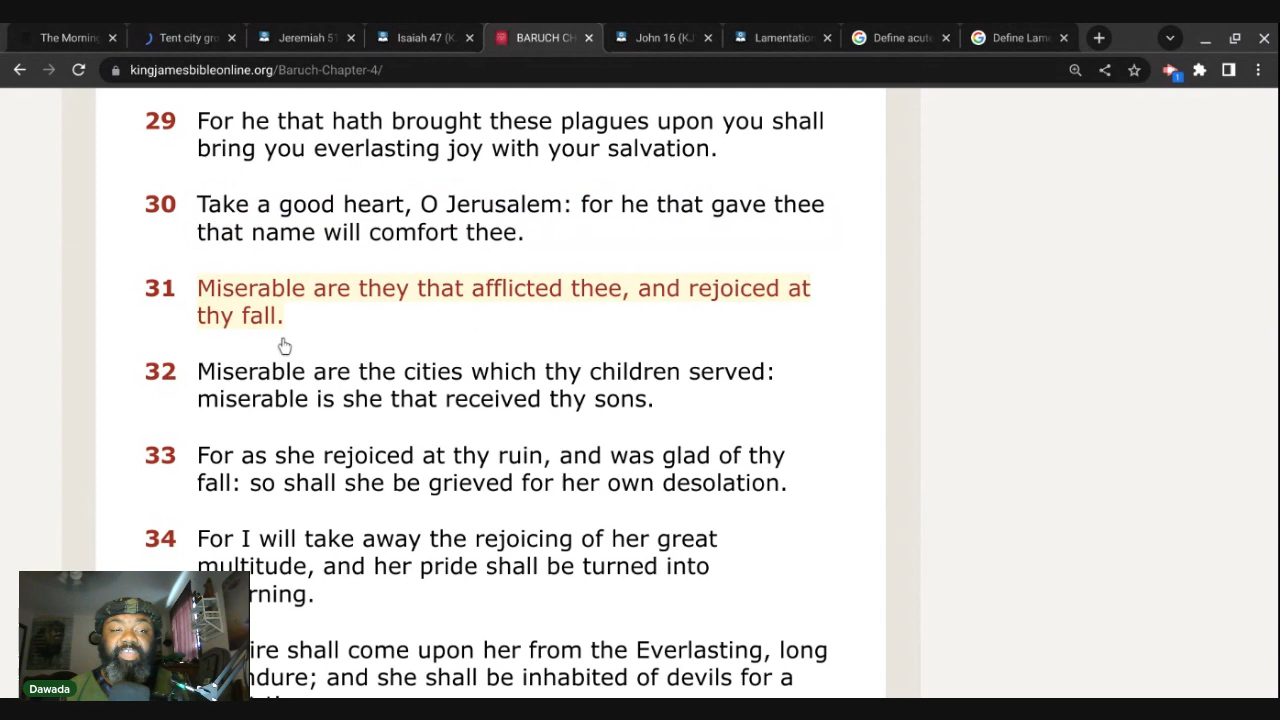 The Morning
Tent city gro
Jeremiah 51
Isaiah 47 (K
BARUCH CH
John 16 (KJ
Lamentation
Define acute
Define Lame
kingjamesbibleonline.org/Baruch-Chapter-4/
1
29 For he that hath brought these plagues upon you shall
bring you everlasting joy with your salvation.
30 Take a good heart, O Jerusalem: for he that gave thee
that name will comfort thee.
31 Miserable are they that afflicted thee, and rejoiced at
thy fall.
32 Miserable are the cities which thy children served:
miserable is she that received thy sons.
33 For as she rejoiced at thy ruin, and was glad of thy
fall: so shall she be grieved for her own desolation.
34 For I will take away the rejoicing of her great
multitude, and her pride shall be turned into
rning.
ire shall come upon her from the Everlasting, long
ndure; and she shall be inhabited of devils for a
Dawada